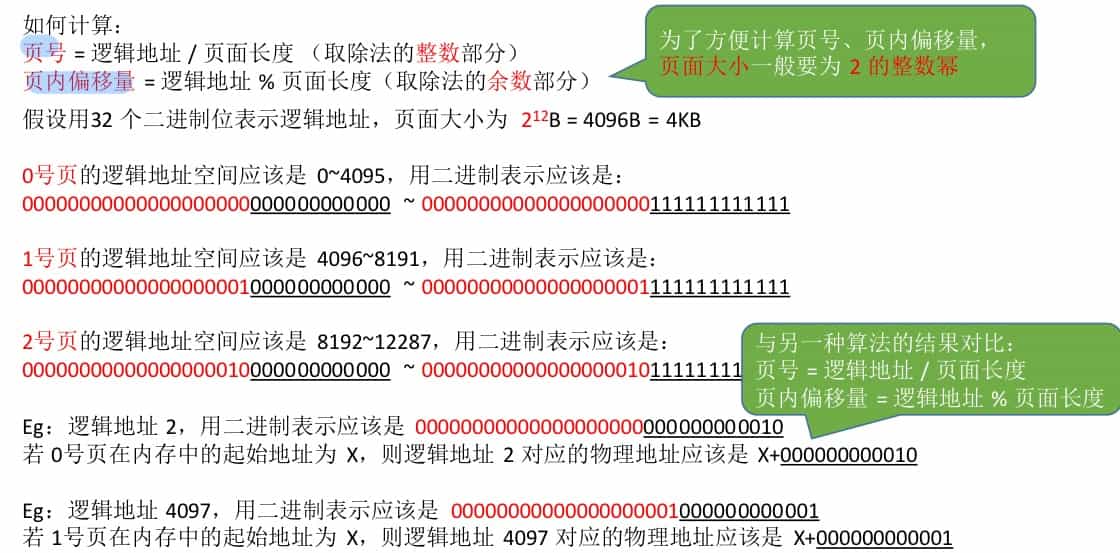 如何计算：
页号 = 逻辑地址 / 页面长度 （取除法的整数部分）
页内偏移量 = 逻辑地址 % 页面长度（取除法的余数部分）
为了方便计算页号、页内偏移量，
页面大小一般要为 2 的整数幂
假设用32 个二进制位表示逻辑地址，页面大小为 2¹²B = 4096B = 4KB
0号页的逻辑地址空间应该是 0~4095，用二进制表示应该是：
00000000000000000000000000000000 ~ 00000000000000000000111111111111
1号页的逻辑地址空间应该是 4096~8191，用二进制表示应该是：
00000000000000000001000000000000 ~ 00000000000000000001111111111111
2号页的逻辑地址空间应该是 8192~12287，用二进制表示应该是：
00000000000000000010000000000000 ~ 0000000000000000001011111111
与另一种算法的结果对比：
页号 = 逻辑地址 / 页面长度
页内偏移量 = 逻辑地址 % 页面长度
Eg：逻辑地址 2，用二进制表示应该是 00000000000000000000000000000010
若 0号页在内存中的起始地址为 X，则逻辑地址 2 对应的物理地址应该是 X+000000000010
Eg：逻辑地址 4097，用二进制表示应该是 00000000000000000001000000000001
若 1号页在内存中的起始地址为 X，则逻辑地址 4097 对应的物理地址应该是 X+000000000001